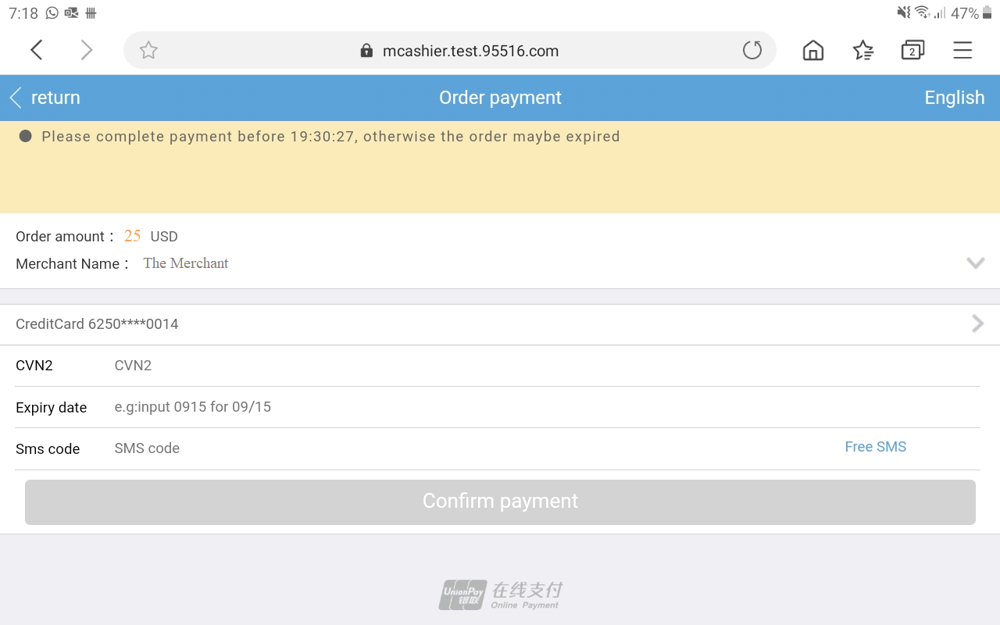 7:18 47%
mcashier.test.95516.com 2
return Order payment English
Please complete payment before 19:30:27, otherwise the order maybe expired
Order amount： 25 USD
Merchant Name： The Merchant
CreditCard 6250****0014
CVN2 CVN2
Expiry date e.g:input 0915 for 09/15
Sms code SMS code Free SMS
Confirm payment
UnionPay 在线支付
银联 Online Payment